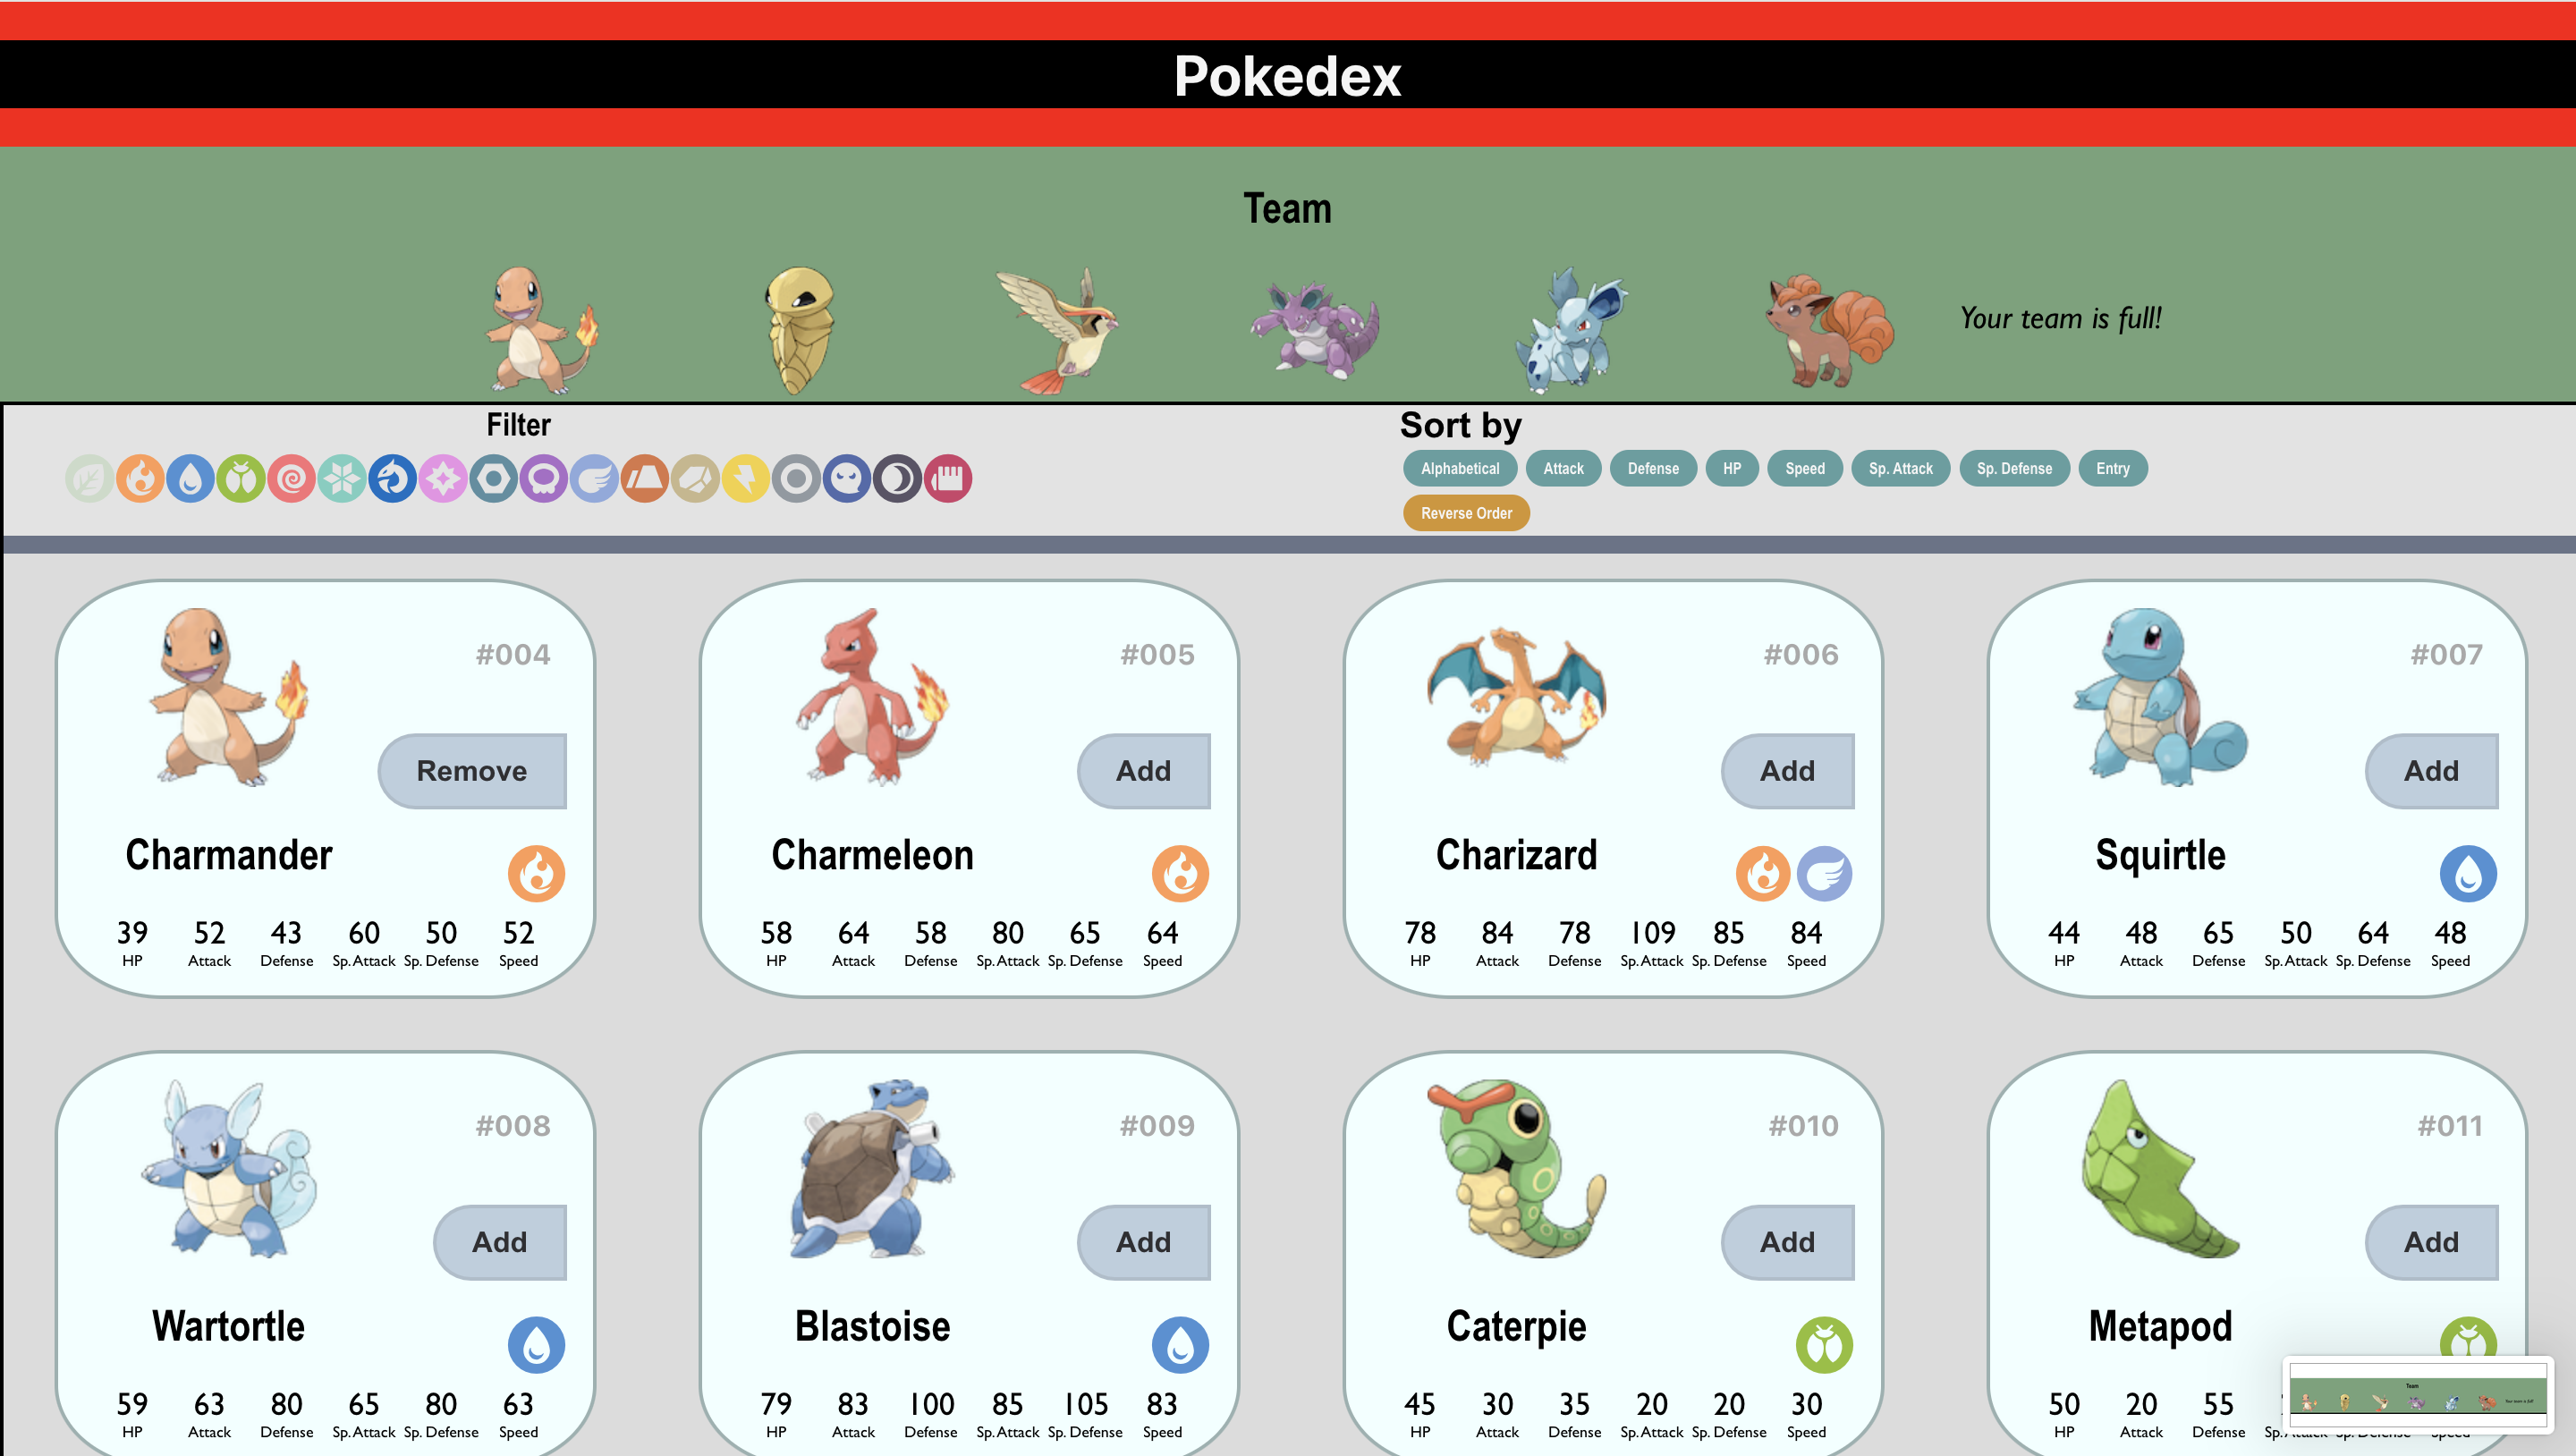 Pokedex
Team
Your team is full!
Filter
Sort by
Alphabetical Attack Defense HP Speed Sp. Attack Sp. Defense Entry
Reverse Order
#004 #005 #006 #007
Remove Add Add Add
Charmander Charmeleon Charizard Squirtle
39 52 43 60 50 52 58 64 58 80 65 64 78 84 78 109 85 84 44 48 65 50 64 48
HP Attack Defense Sp. Attack Sp. Defense Speed HP Attack Defense Sp. Attack Sp. Defense Speed HP Attack Defense Sp. Attack Sp. Defense Speed HP Attack Defense Sp. Attack Sp. Defense Speed
#008 #009 #010 #011
Add Add Add Add
Wartortle Blastoise Caterpie Metapod
59 63 80 65 80 63 79 83 100 85 105 83 45 30 35 20 20 30 50 20 55
HP Attack Defense Sp. Attack Sp. Defense Speed HP Attack Defense Sp. Attack Sp. Defense Speed HP Attack Defense Sp. Attack Sp. Defense Speed HP Attack Defense Sp. Attack Sp. Defense Speed
Team